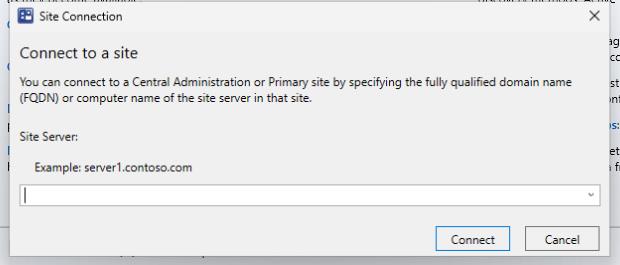 Site Connection
Connect to a site
You can connect to a Central Administration or Primary site by specifying the fully qualified domain name
(FQDN) or computer name of the site server in that site.
Site Server:
Example: server1.contoso.com
Connect
Cancel